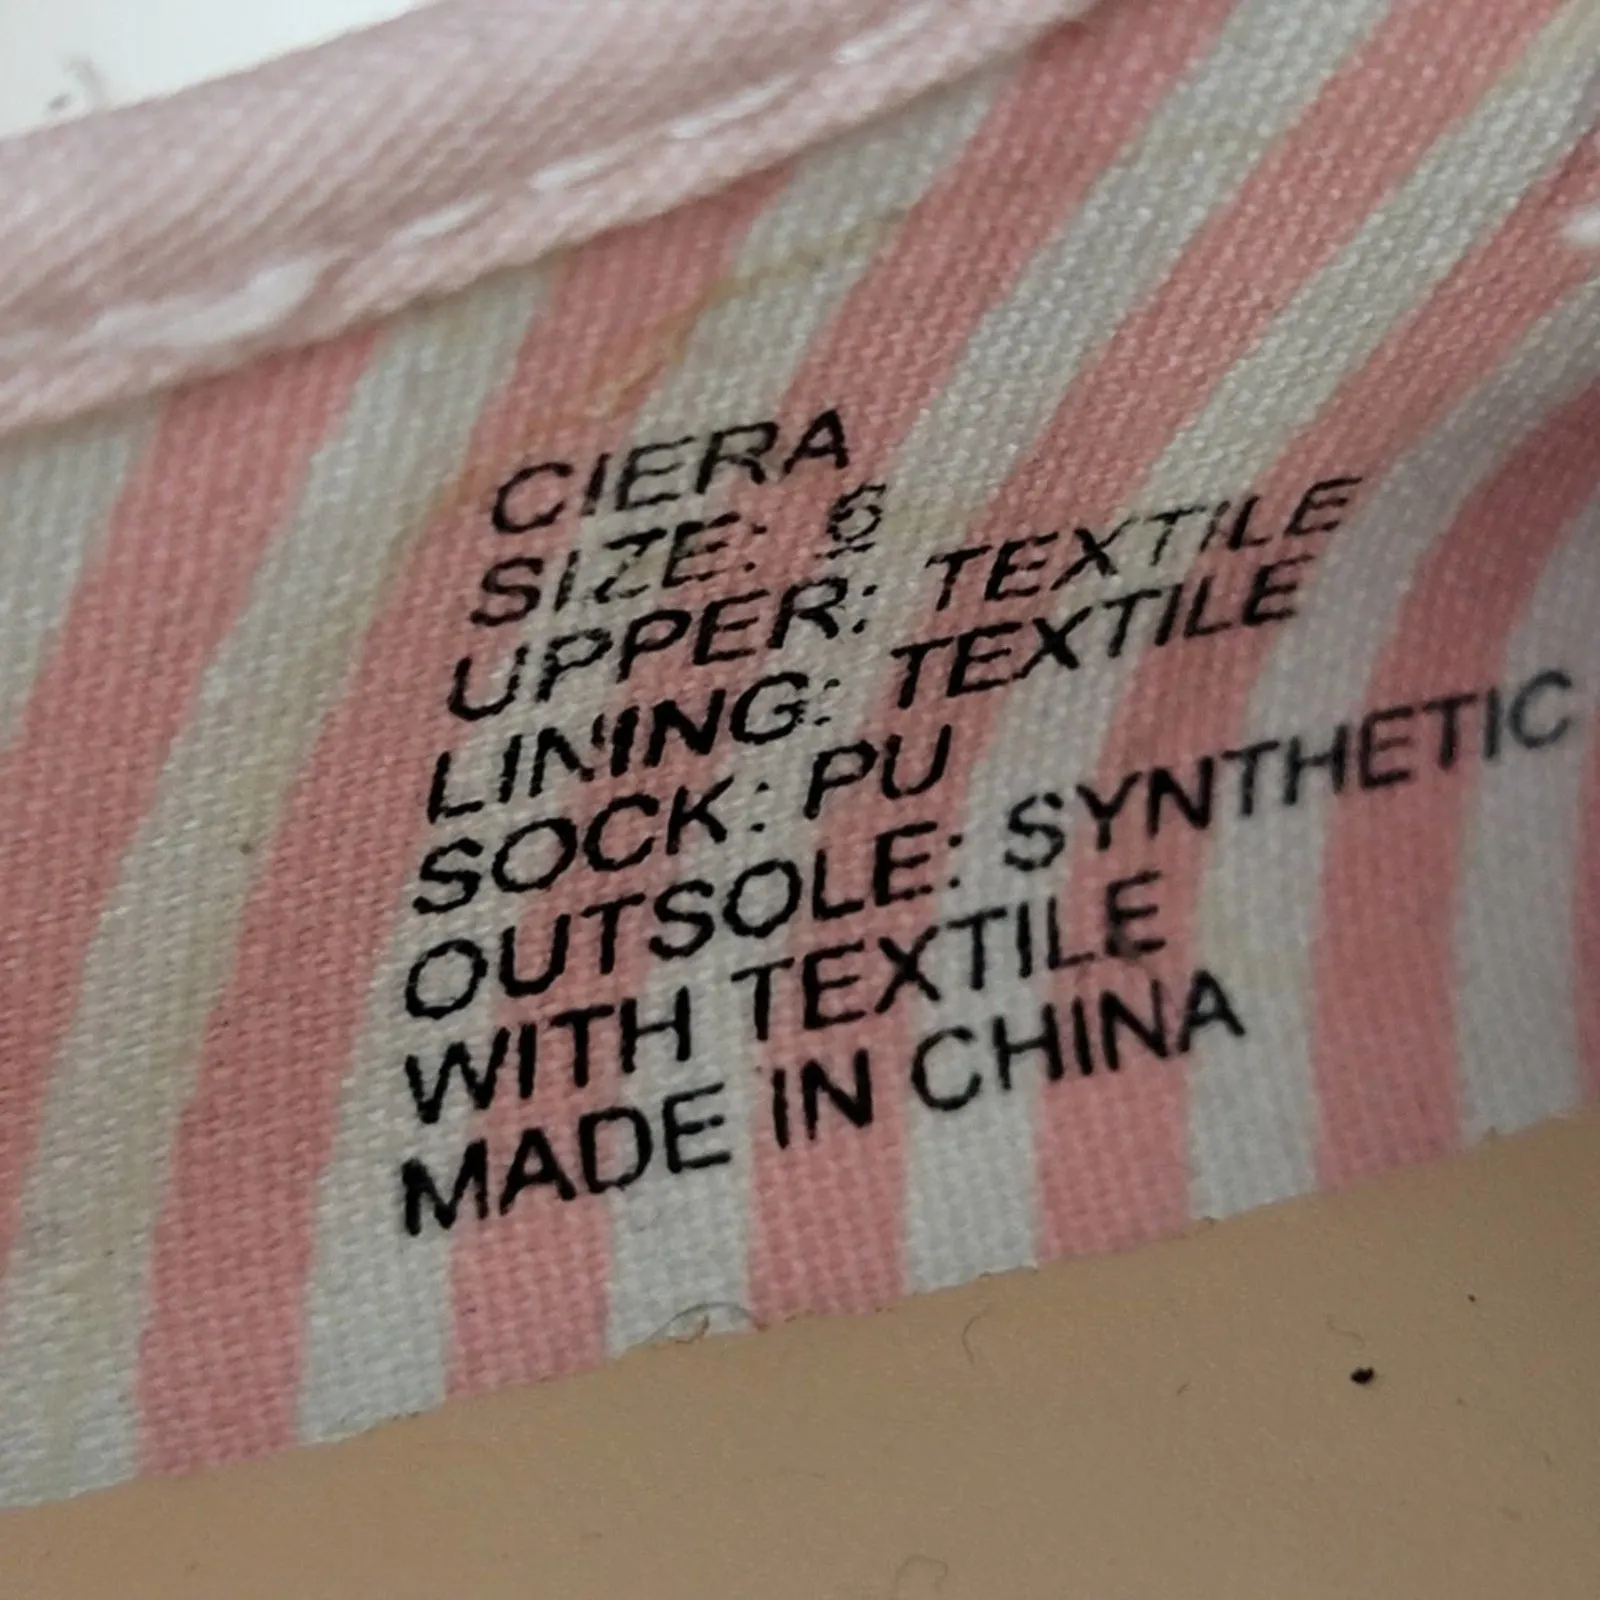 CIERA
SIZE: 6
UPPER: TEXTILE
LINING: TEXTILE
SOCK: PU
OUTSOLE: SYNTHETIC
WITH TEXTILE
MADE IN CHINA